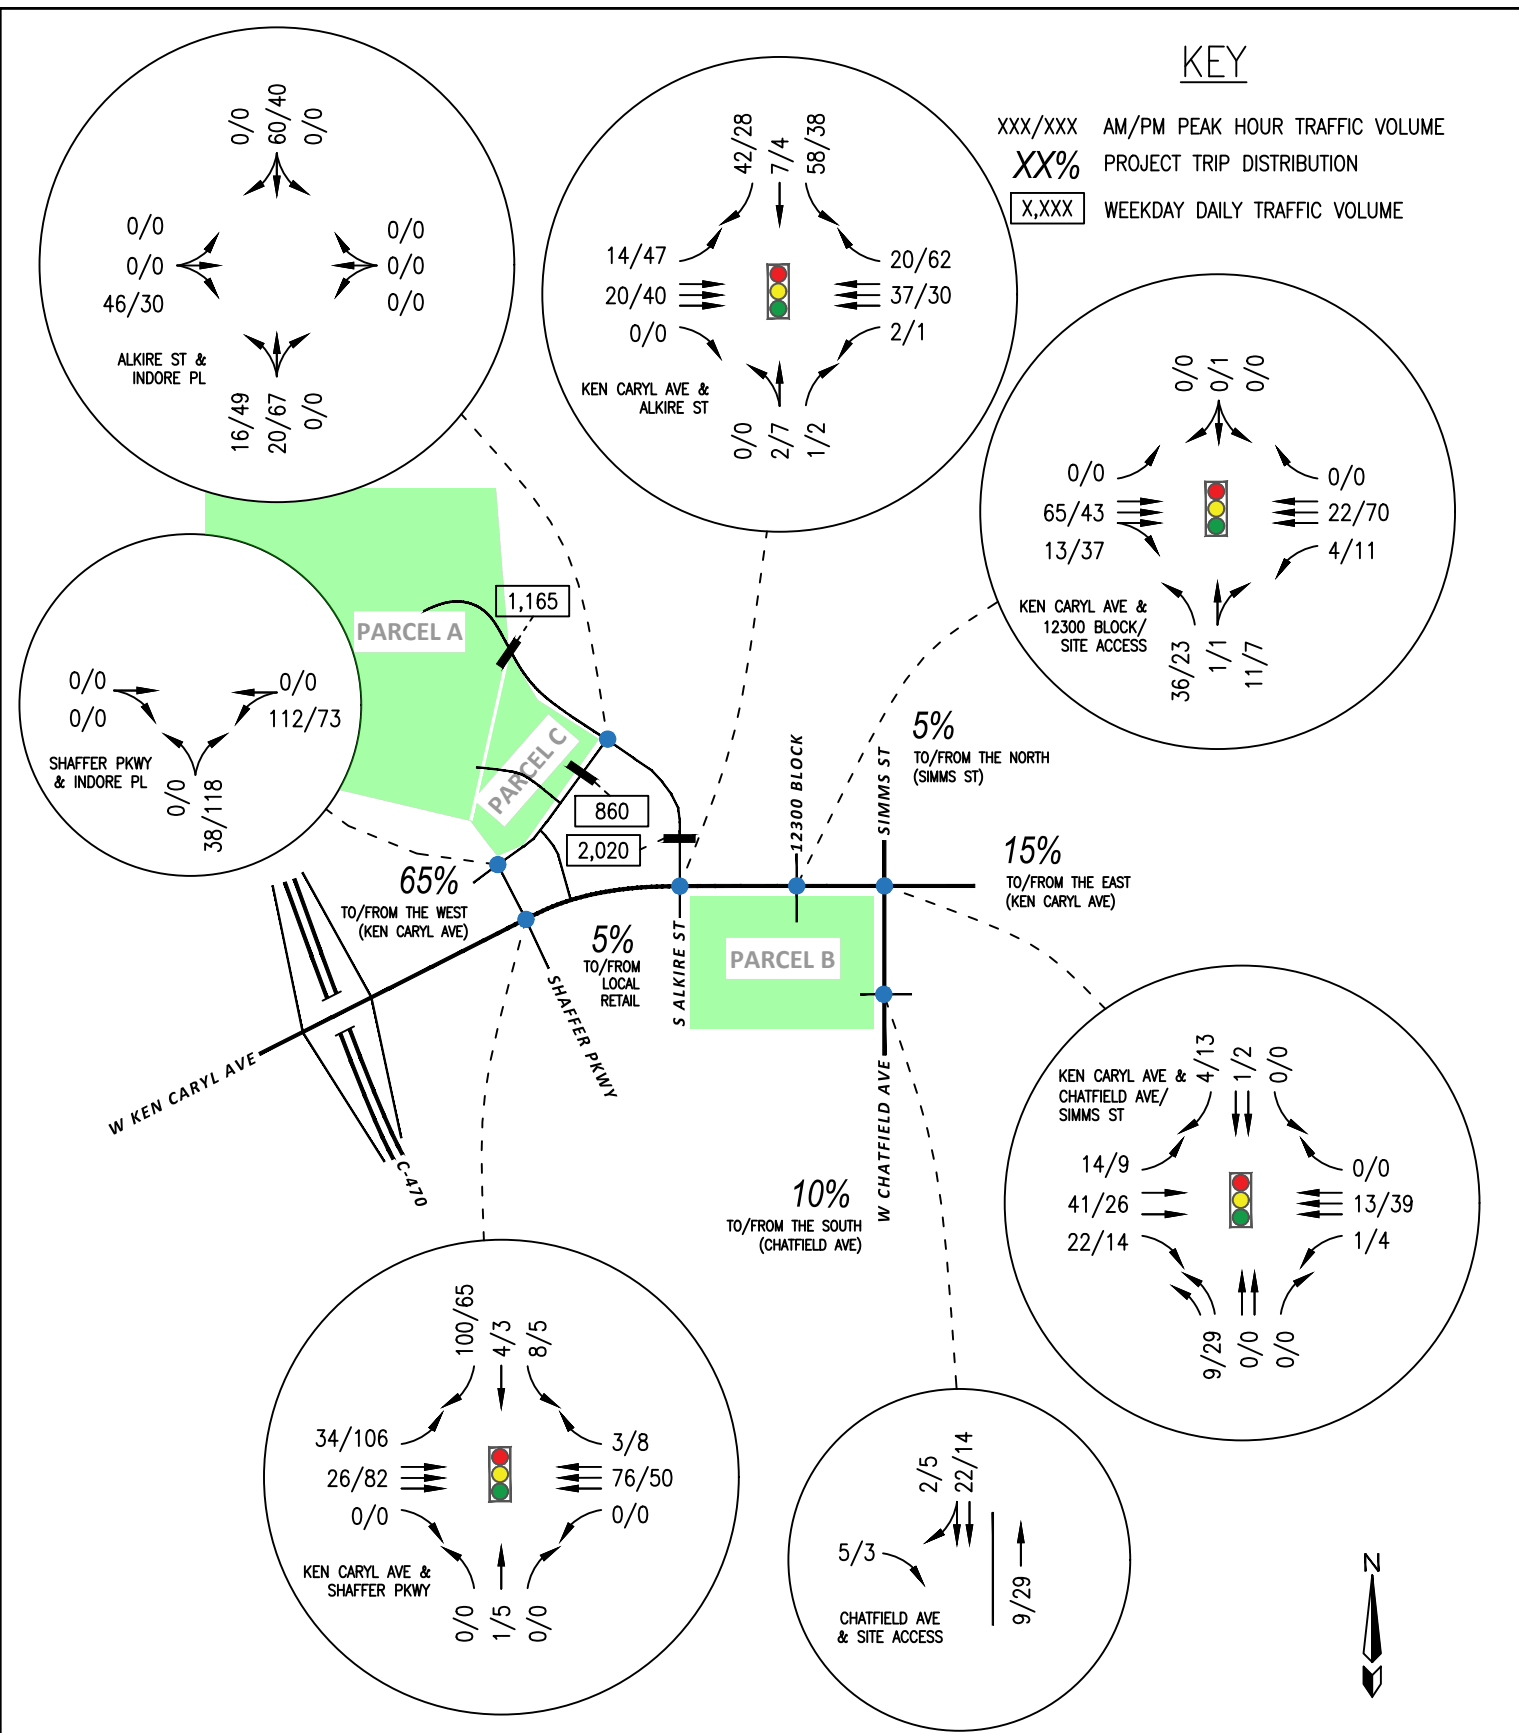 KEY
XXX/XXX AM/PM PEAK HOUR TRAFFIC VOLUME
XX% PROJECT TRIP DISTRIBUTION
X,XXX WEEKDAY DAILY TRAFFIC VOLUME
0/0
60/40
0/0
0/0
0/0
46/30
0/0
0/0
0/0
ALKIRE ST &
INDORE PL
16/49
20/67
0/0
42/28
7/4
58/38
14/47
20/40
0/0
20/62
37/30
2/1
KEN CARYL AVE &
ALKIRE ST
0/0
2/7
1/2
0/0
0/1
0/0
0/0
65/43
13/37
0/0
22/70
4/11
KEN CARYL AVE &
12300 BLOCK/
SITE ACCESS
36/23
1/1
11/7
0/0
0/0
0/0
112/73
SHAFFER PKWY
& INDORE PL
0/0
38/118
PARCEL A
1,165
PARCEL C
860
2,020
65%
TO/FROM THE WEST
(KEN CARYL AVE)
5%
TO/FROM
LOCAL
RETAIL
5%
TO/FROM THE NORTH
(SIMMS ST)
15%
TO/FROM THE EAST
(KEN CARYL AVE)
12300 BLOCK
SIMMS ST
PARCEL B
S ALKIRE ST
SHAFFER PKWY
W KEN CARYL AVE
C-470
W CHATFIELD AVE
10%
TO/FROM THE SOUTH
(CHATFIELD AVE)
KEN CARYL AVE &
CHATFIELD AVE/
SIMMS ST
4/13
1/2
0/0
14/9
41/26
22/14
0/0
13/39
1/4
9/29
0/0
0/0
100/65
4/3
8/5
34/106
26/82
0/0
3/8
76/50
0/0
KEN CARYL AVE &
SHAFFER PKWY
0/0
1/5
0/0
2/5
22/14
5/3
9/29
CHATFIELD AVE
& SITE ACCESS
N